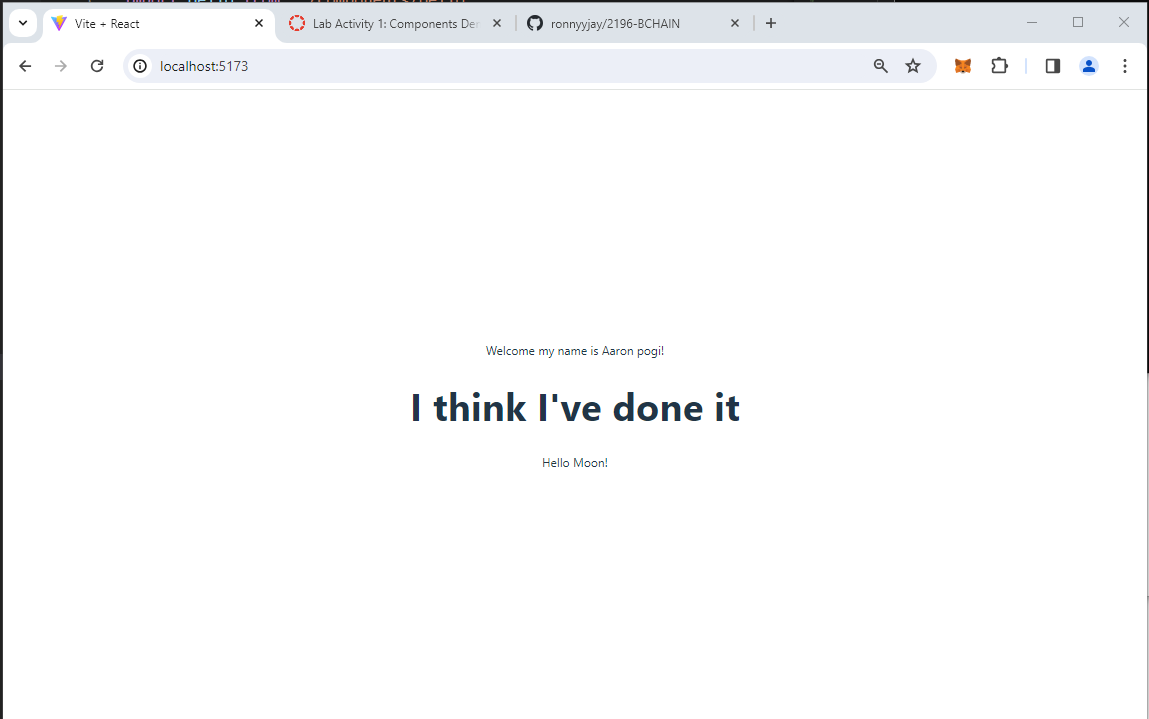 Vite + React
Lab Activity 1: Components
ronnyyjay/2196-BCHAIN
localhost:5173
Welcome my name is Aaron pogi!
I think I've done it
Hello Moon!